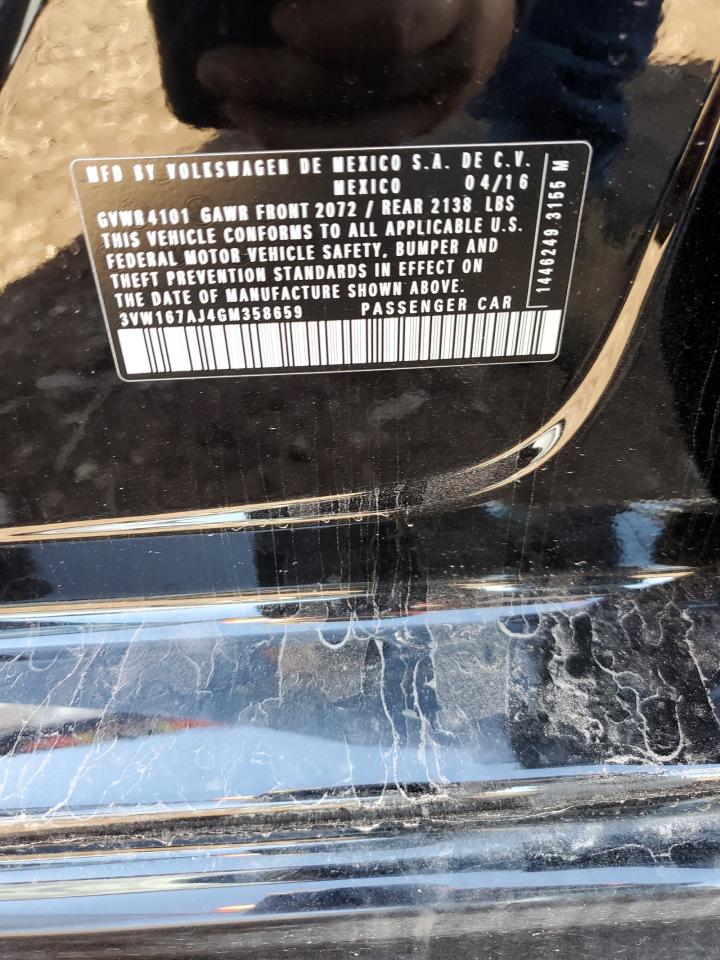 MFD BY VOLKSWAGEN DE MEXICO S.A. DE C.V.
MEXICO 04/16
GVWR 4101 GAWR FRONT 2072 / REAR 2138 LBS
THIS VEHICLE CONFORMS TO ALL APPLICABLE U.S.
FEDERAL MOTOR VEHICLE SAFETY, BUMPER AND
THEFT PREVENTION STANDARDS IN EFFECT ON
THE DATE OF MANUFACTURE SHOWN ABOVE.
3VW167AJ4GM358659 PASSENGER CAR
1446249 3155 M